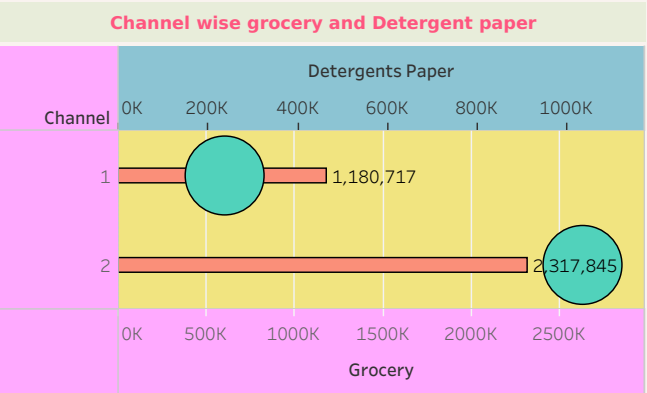 Channel wise grocery and Detergent paper
Detergents Paper
Channel
0K 200K 400K 600K 800K 1000K
1 1,180,717
2 2,317,845
0K 500K 1000K 1500K 2000K 2500K
Grocery